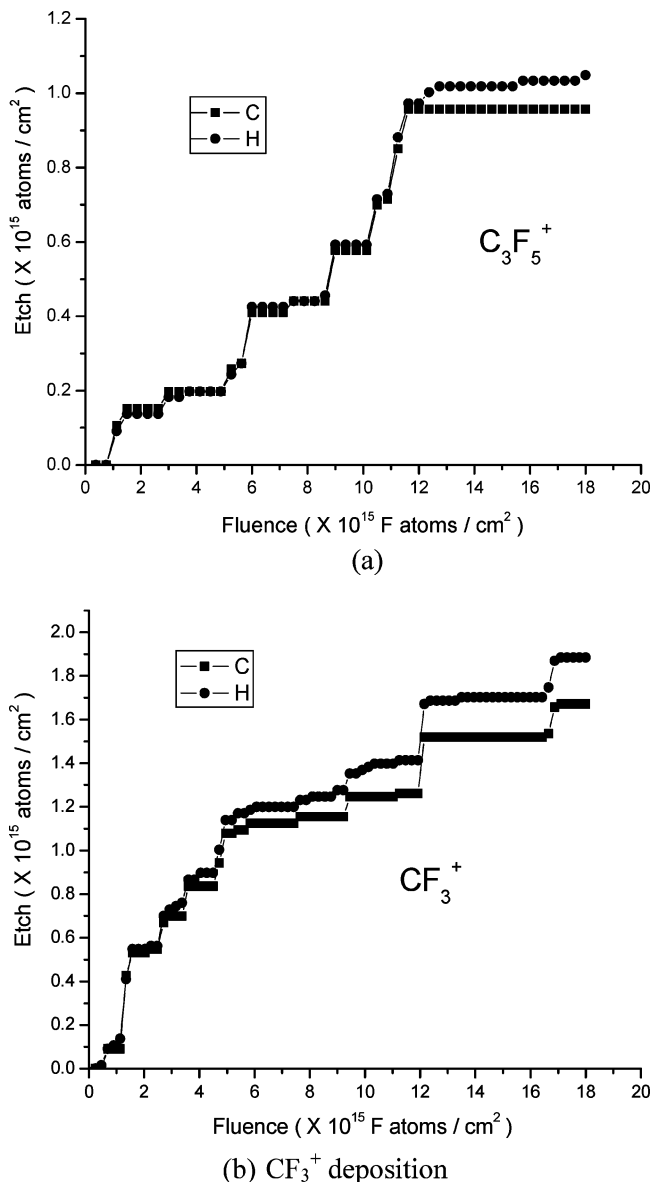 1.2
1.0
0.8
0.6
0.4
0.2
0.0
Etch ( X 10¹⁵ atoms / cm² )
C
H
C₃F₅⁺
0 2 4 6 8 10 12 14 16 18 20
Fluence ( X 10¹⁵ F atoms / cm² )
(a)
2.0
1.8
1.6
1.4
1.2
1.0
0.8
0.6
0.4
0.2
0.0
Etch ( X 10¹⁵ atoms / cm² )
C
H
CF₃⁺
0 2 4 6 8 10 12 14 16 18 20
Fluence ( X 10¹⁵ F atoms / cm² )
(b) CF₃⁺ deposition